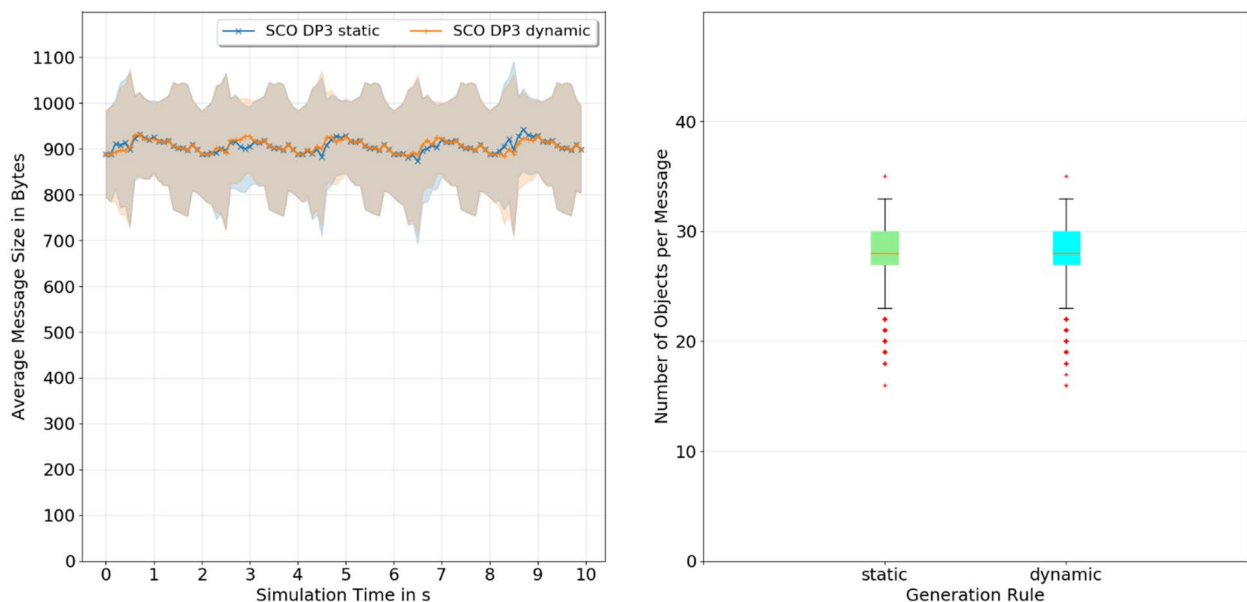 SCO DP3 static
SCO DP3 dynamic
Average Message Size in Bytes
1100
1000
900
800
700
600
500
400
300
200
100
0
0 1 2 3 4 5 6 7 8 9 10
Simulation Time in s
Number of Objects per Message
40
30
20
10
0
static dynamic
Generation Rule